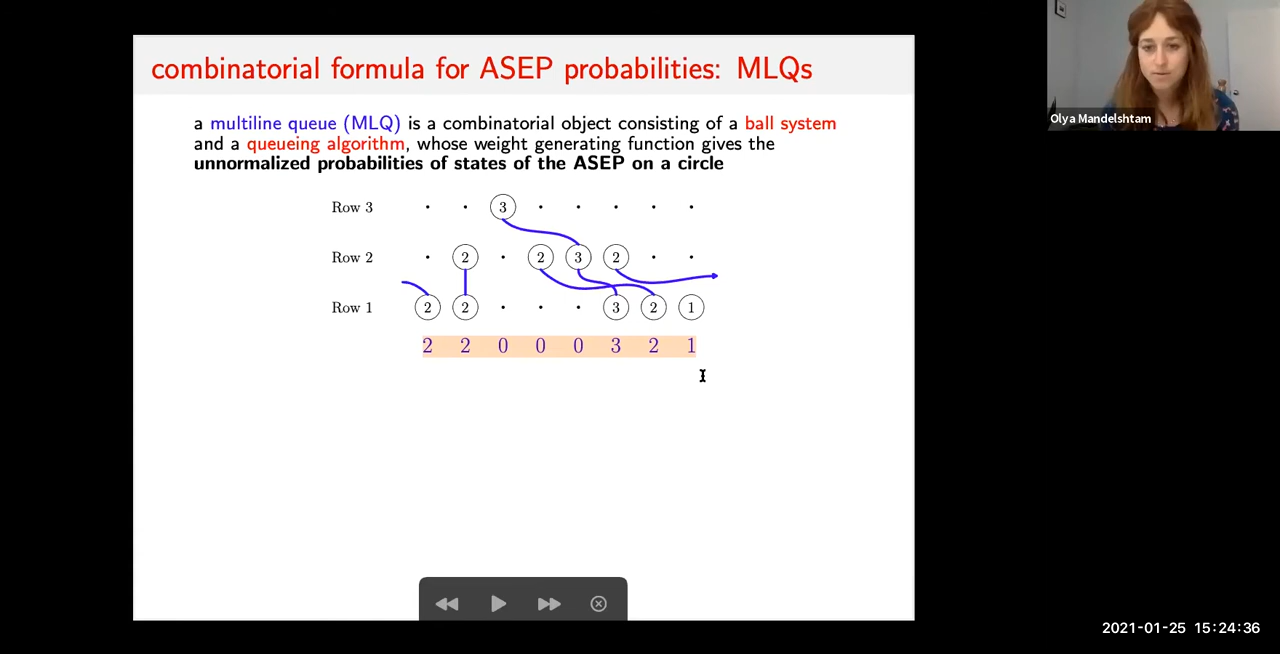 combinatorial formula for ASEP probabilities: MLQs
a multiline queue (MLQ) is a combinatorial object consisting of a ball system
and a queueing algorithm, whose weight generating function gives the
unnormalized probabilities of states of the ASEP on a circle
Row 3 3
Row 2 2 2 3 2
Row 1 2 2 3 2 1
2 2 0 0 0 3 2 1
Olya Mandelshtam
2021-01-25 15:24:36